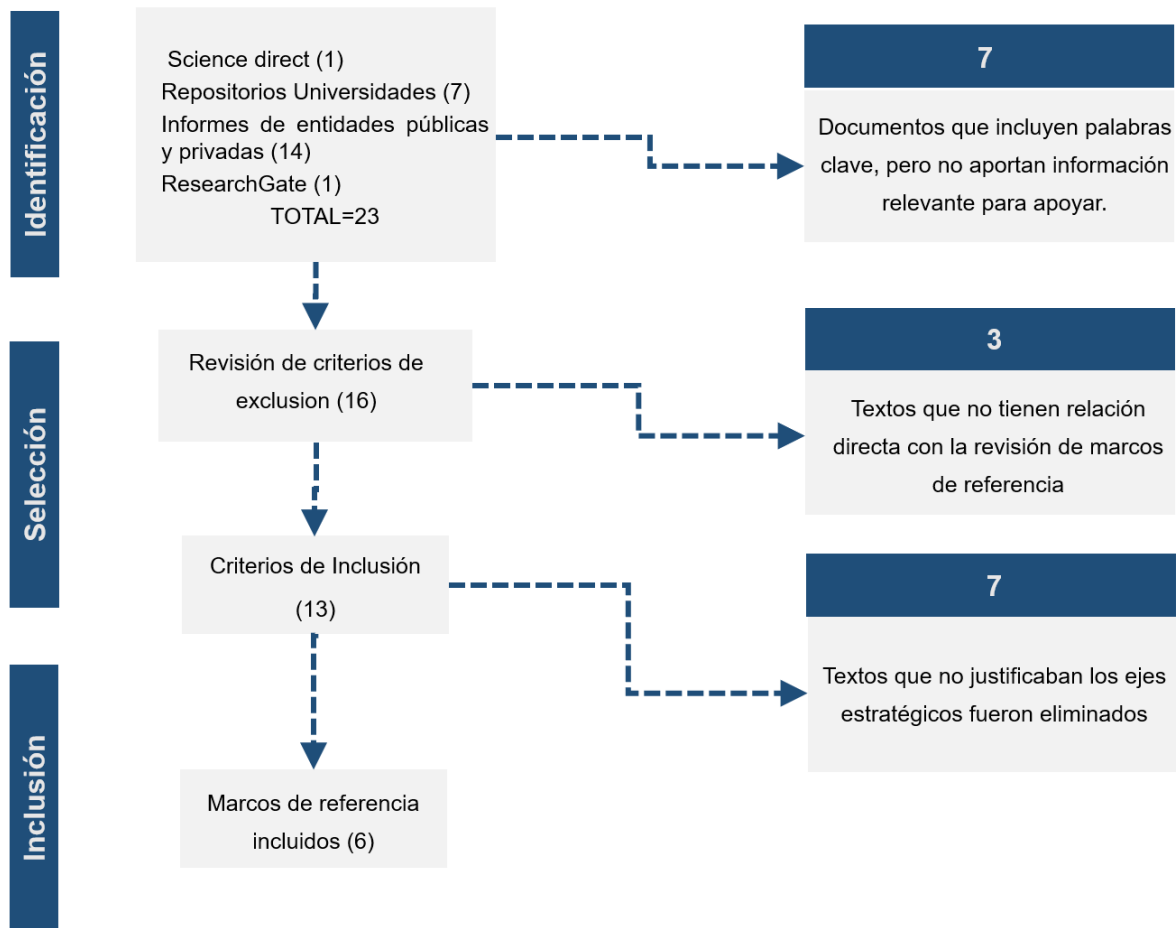 Identificación
Science direct (1)
Repositorios Universidades (7)
Informes de entidades públicas
y privadas (14)
ResearchGate (1)
TOTAL=23
7
Documentos que incluyen palabras
clave, pero no aportan información
relevante para apoyar.
Selección
Revisión de criterios de
exclusion (16)
3
Textos que no tienen relación
directa con la revisión de marcos
de referencia
Criterios de Inclusión
(13)
7
Textos que no justificaban los ejes
estratégicos fueron eliminados
Inclusión
Marcos de referencia
incluidos (6)